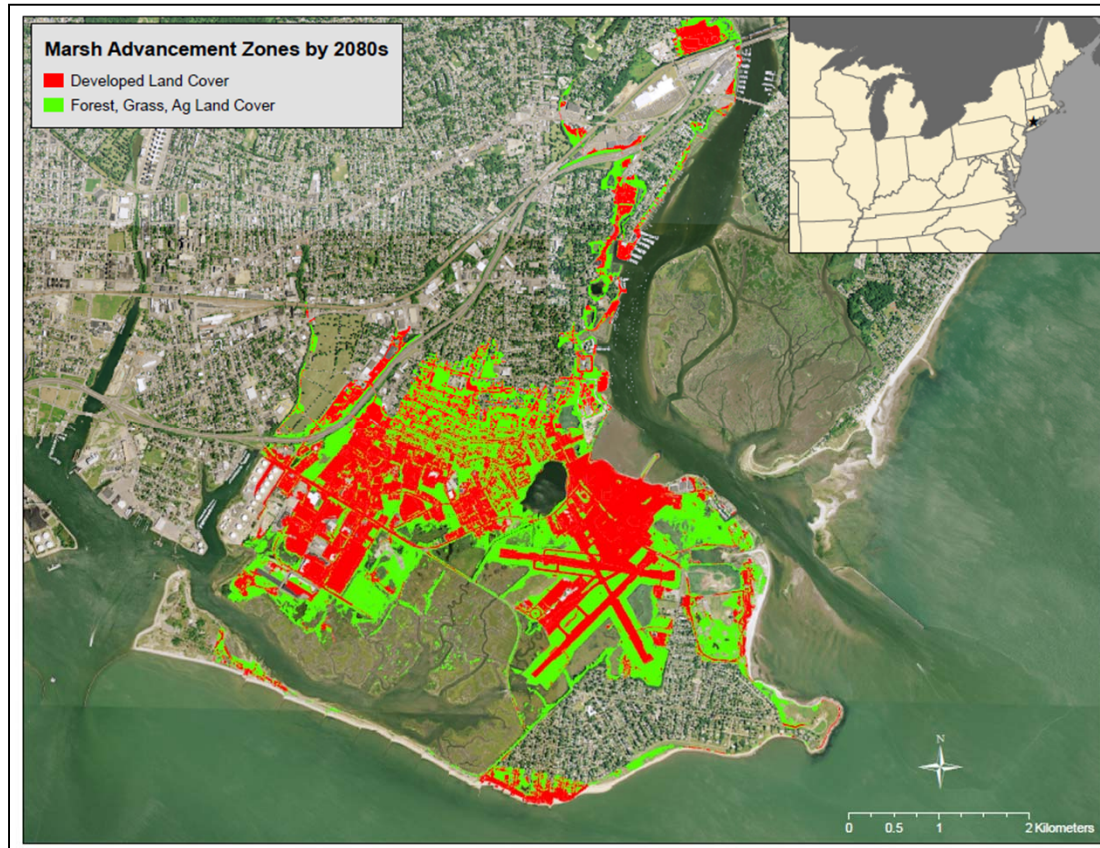 Marsh Advancement Zones by 2080s
Developed Land Cover
Forest, Grass, Ag Land Cover
N
0 0.5 1 2 Kilometers